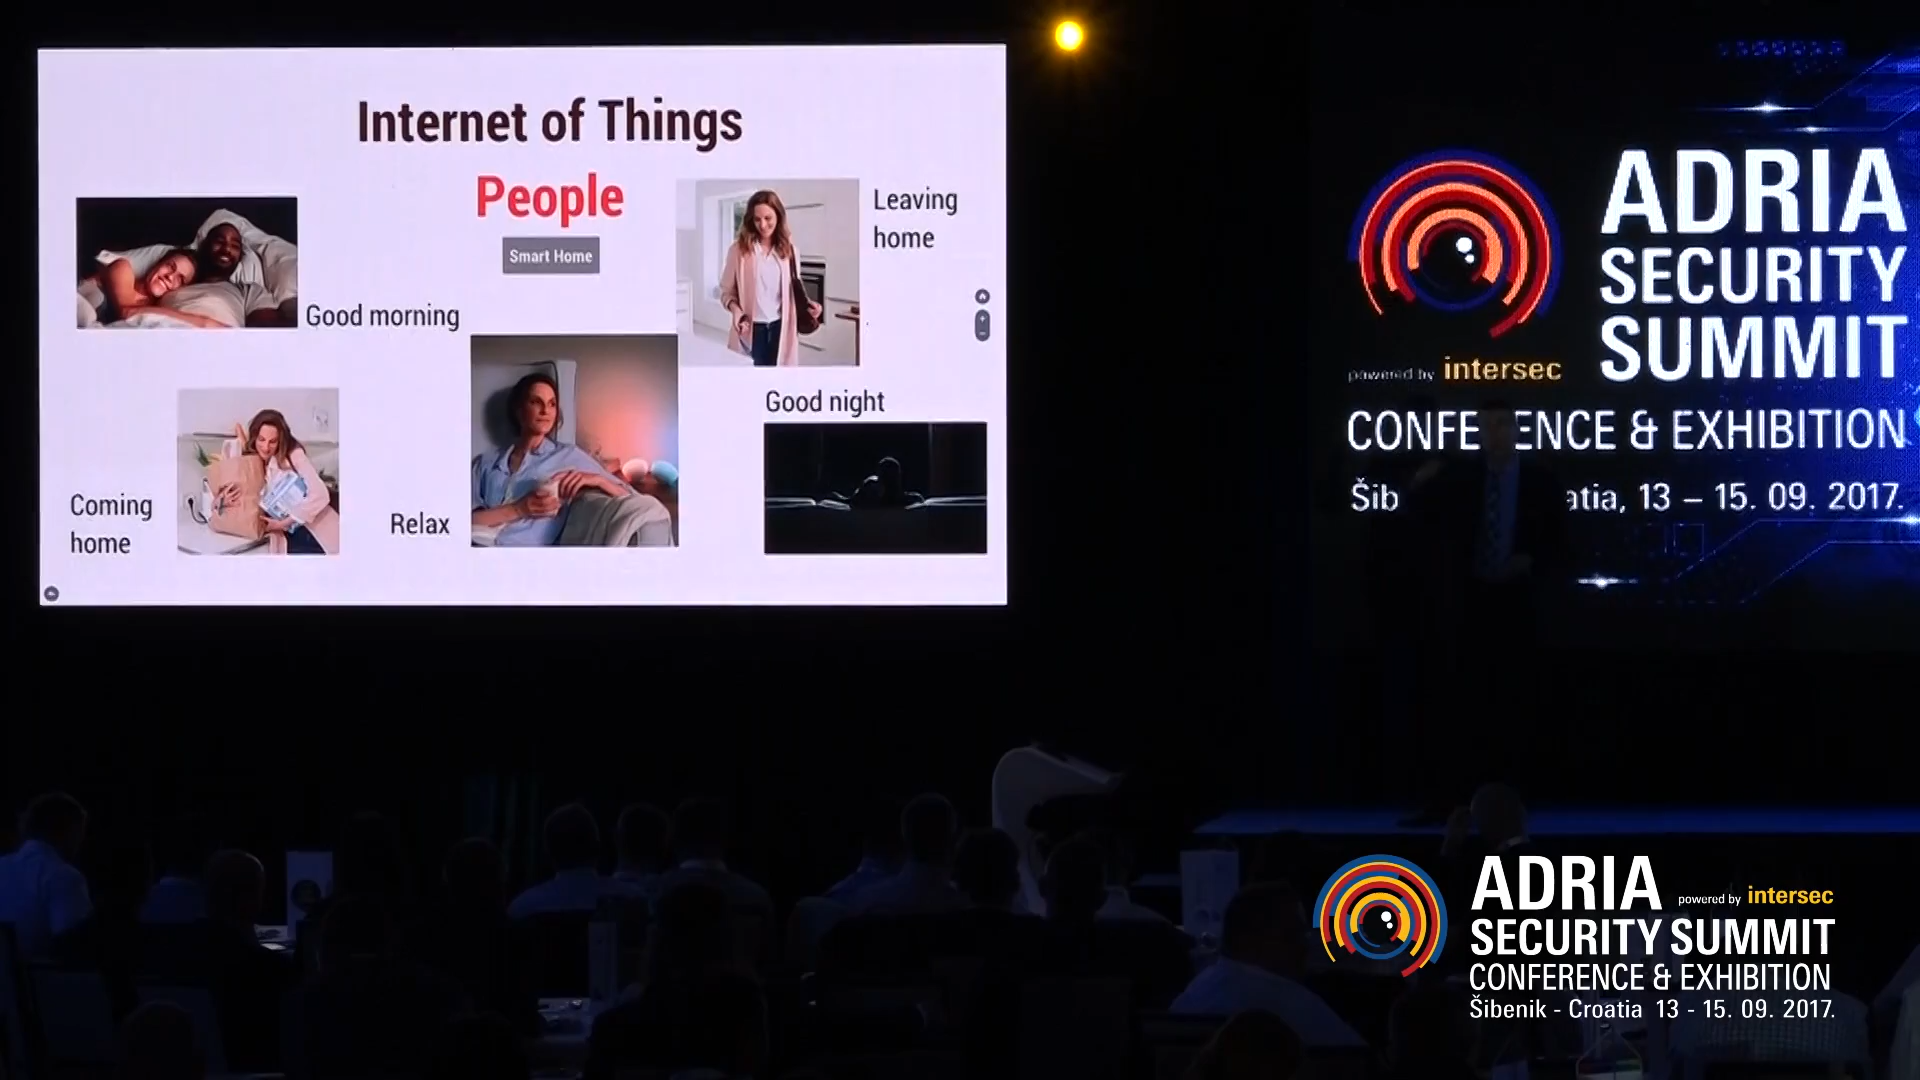 Internet of Things
People
Smart Home
Good morning
Leaving
home
Coming
home
Relax
Good night
ADRIA
SECURITY
SUMMIT
powered by intersec
CONFE ENCE & EXHIBITION
Šib atia, 13 – 15. 09. 2017.
ADRIA powered by intersec
SECURITY SUMMIT
CONFERENCE & EXHIBITION
Šibenik - Croatia 13 - 15. 09. 2017.